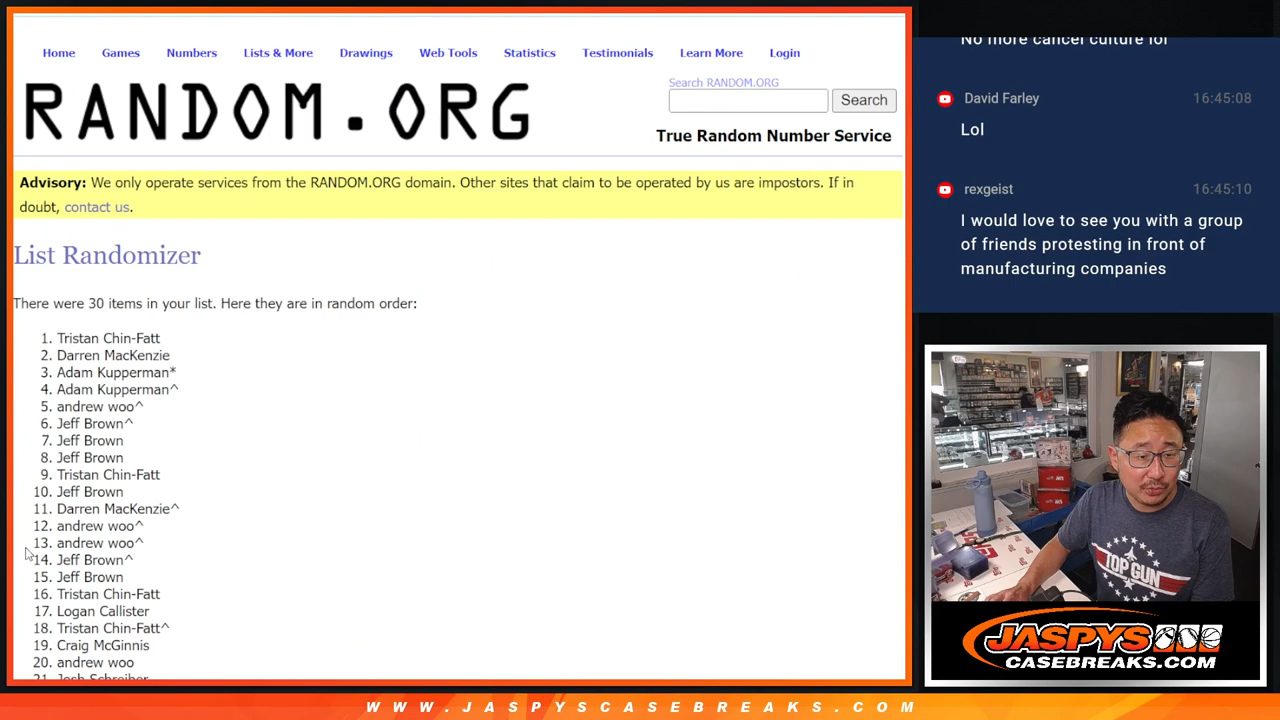 Home Games Numbers Lists & More Drawings Web Tools Statistics Testimonials Learn More Login
RANDOM.ORG
Search RANDOM.ORG
Search
True Random Number Service
Advisory: We only operate services from the RANDOM.ORG domain. Other sites that claim to be operated by us are impostors. If in
doubt, contact us.
List Randomizer
There were 30 items in your list. Here they are in random order:
1. Tristan Chin-Fatt
2. Darren MacKenzie
3. Adam Kupperman*
4. Adam Kupperman^
5. andrew woo^
6. Jeff Brown^
7. Jeff Brown
8. Jeff Brown
9. Tristan Chin-Fatt
10. Jeff Brown
11. Darren MacKenzie^
12. andrew woo^
13. andrew woo^
14. Jeff Brown^
15. Jeff Brown
16. Tristan Chin-Fatt
17. Logan Callister
18. Tristan Chin-Fatt^
19. Craig McGinnis
20. andrew woo
21. Josh Schreiber
No more cancel culture lol
David Farley 16:45:08
Lol
rexgeist 16:45:10
I would love to see you with a group
of friends protesting in front of
manufacturing companies
TOP GUN
JASPYS
CASEBREAKS.COM
WWW.JASPYSCASEBREAKS.COM